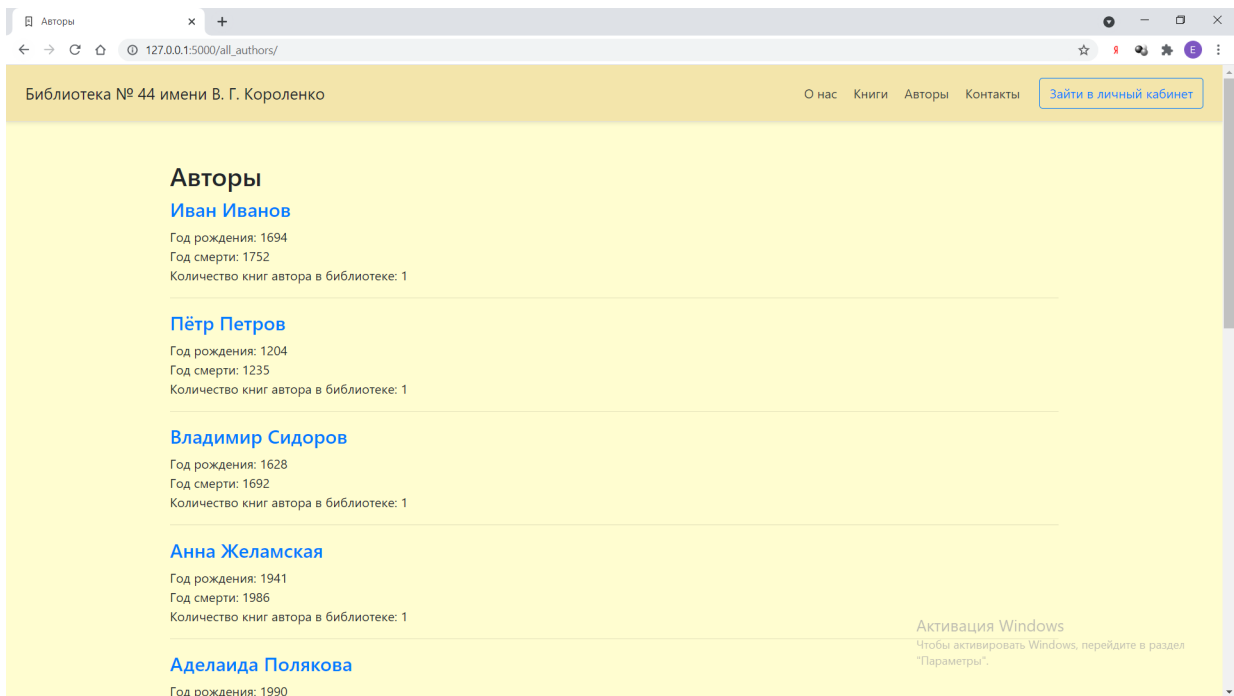 Авторы
127.0.0.1:5000/all_authors/
Я
E
Библиотека № 44 имени В. Г. Короленко
О нас Книги Авторы Контакты Зайти в личный кабинет
Авторы
Иван Иванов
Год рождения: 1694
Год смерти: 1752
Количество книг автора в библиотеке: 1
Пётр Петров
Год рождения: 1204
Год смерти: 1235
Количество книг автора в библиотеке: 1
Владимир Сидоров
Год рождения: 1628
Год смерти: 1692
Количество книг автора в библиотеке: 1
Анна Желамская
Год рождения: 1941
Год смерти: 1986
Количество книг автора в библиотеке: 1
Аделаида Полякова
Год рождения: 1990
Активация Windows
Чтобы активировать Windows, перейдите в раздел
"Параметры".